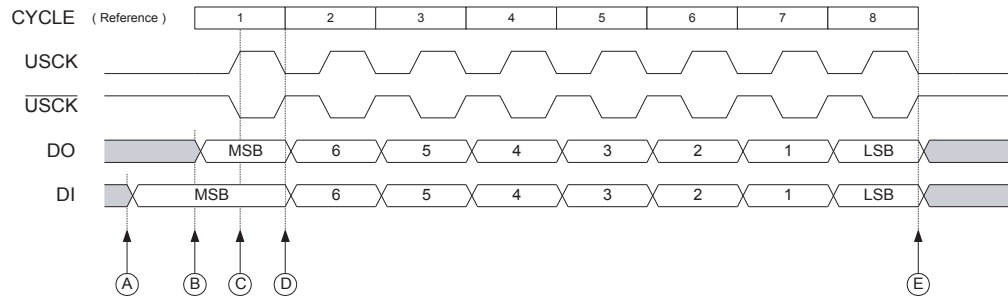 CYCLE ( Reference ) 1 2 3 4 5 6 7 8
USCK
USCK
DO MSB 6 5 4 3 2 1 LSB
DI MSB 6 5 4 3 2 1 LSB
A B C D E